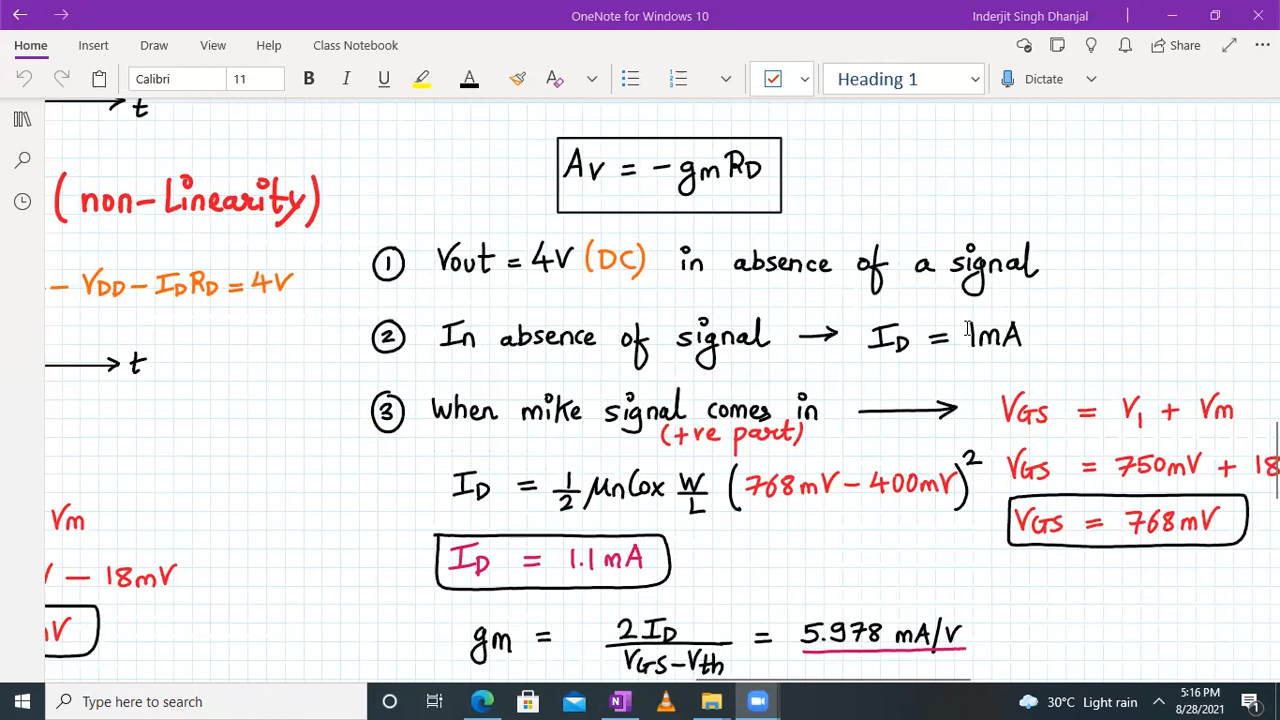 OneNote for Windows 10
Inderjit Singh Dhanjal
Home Insert Draw View Help Class Notebook Share
Calibri 11 B I U A Heading 1 Dictate
t
Av = - gm RD
(non-Linearity)
① Vout = 4V (DC) in absence of a signal
- VDD - IDRD = 4V
② In absence of signal → ID = 1mA
t
③ When mike signal comes in → VGS = V1 + Vm
(+ve part)
VGS = 750mV + 18
ID = 1/2 μnCox W/L (768mV - 400mV)²
Vm
VGS = 768mV
ID = 1.1mA
- 18mV
gm = 2ID / VGS-Vth = 5.978 mA/V
Type here to search
30°C Light rain
5:16 PM
8/28/2021